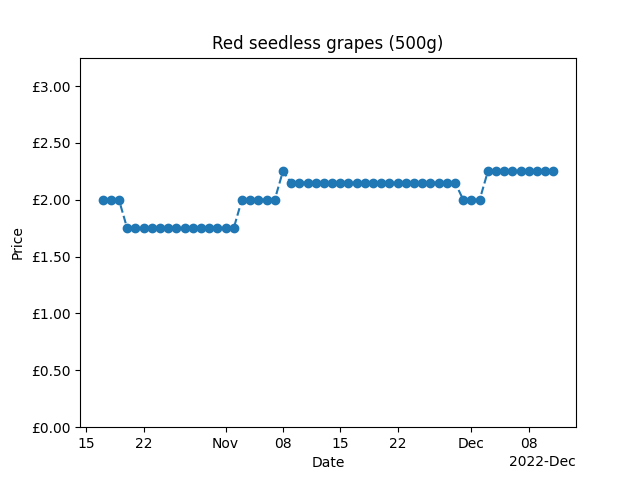 Red seedless grapes (500g)
£3.00
£2.50
£2.00
£1.50
£1.00
£0.50
£0.00
Price
15 22 Nov 08 15 22 Dec 08
Date
2022-Dec